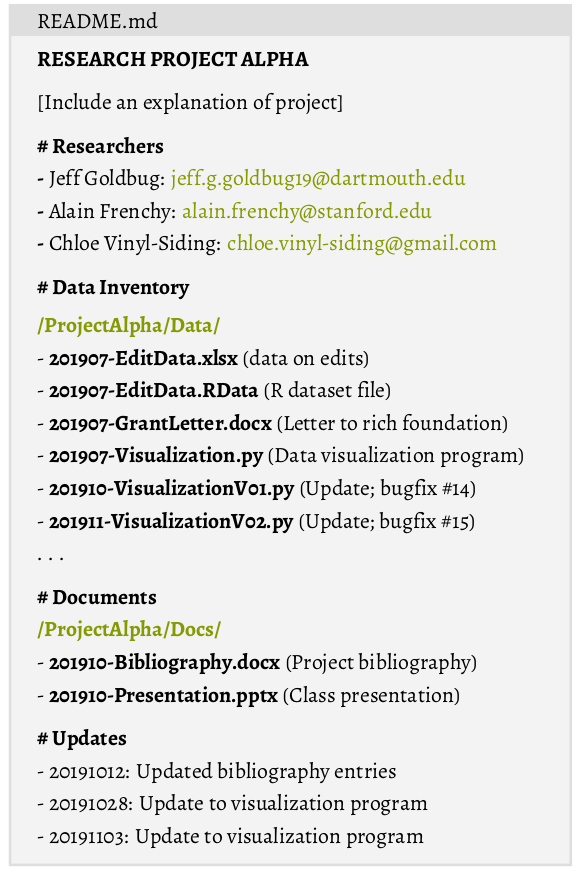 README.md
RESEARCH PROJECT ALPHA
[Include an explanation of project]
# Researchers
- Jeff Goldbug: jeff.g.goldbug19@dartmouth.edu
- Alain Frenchy: alain.frenchy@stanford.edu
- Chloe Vinyl-Siding: chloe.vinyl-siding@gmail.com
# Data Inventory
/ProjectAlpha/Data/
- 201907-EditData.xlsx (data on edits)
- 201907-EditData.RData (R dataset file)
- 201907-GrantLetter.docx (Letter to rich foundation)
- 201907-Visualization.py (Data visualization program)
- 201910-VisualizationV01.py (Update; bugfix #14)
- 201911-VisualizationV02.py (Update; bugfix #15)
. . .
# Documents
/ProjectAlpha/Docs/
- 201910-Bibliography.docx (Project bibliography)
- 201910-Presentation.pptx (Class presentation)
# Updates
- 20191012: Updated bibliography entries
- 20191028: Update to visualization program
- 20191103: Update to visualization program